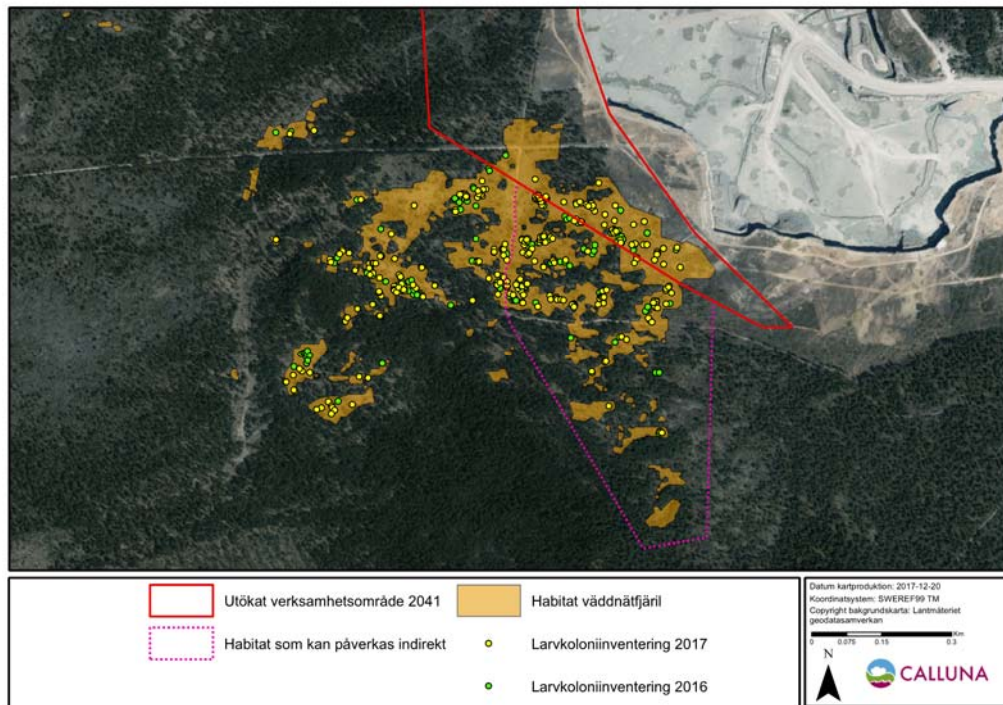 Utökat verksamhetsområde 2041
Habitat som kan påverkas indirekt
Habitat väddnätfjäril
Larvkoloniinventering 2017
Larvkoloniinventering 2016
Datum kartproduktion: 2017-12-20
Koordinatsystem: SWEREF99 TM
Copyright bakgrundskarta: Lantmäteriet
geodatasamverkan
Km
0 0.075 0.15 0.3
N
CALLUNA